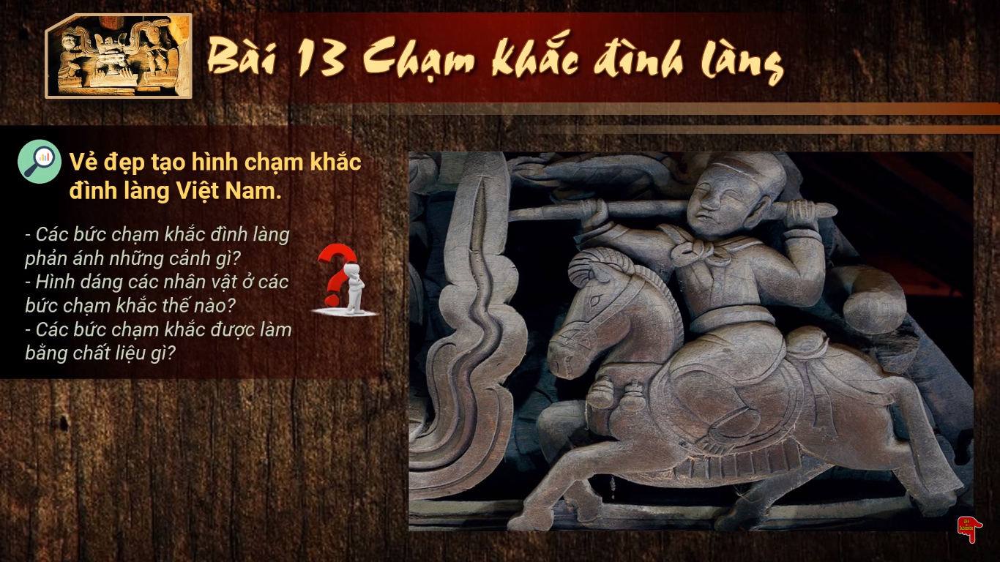 Bài 13 Chạm khắc đình làng
Vẻ đẹp tạo hình chạm khắc
đình làng Việt Nam.
- Các bức chạm khắc đình làng
phản ánh những cảnh gì?
- Hình dáng các nhân vật ở các
bức chạm khắc thế nào?
- Các bức chạm khắc được làm
bằng chất liệu gì?